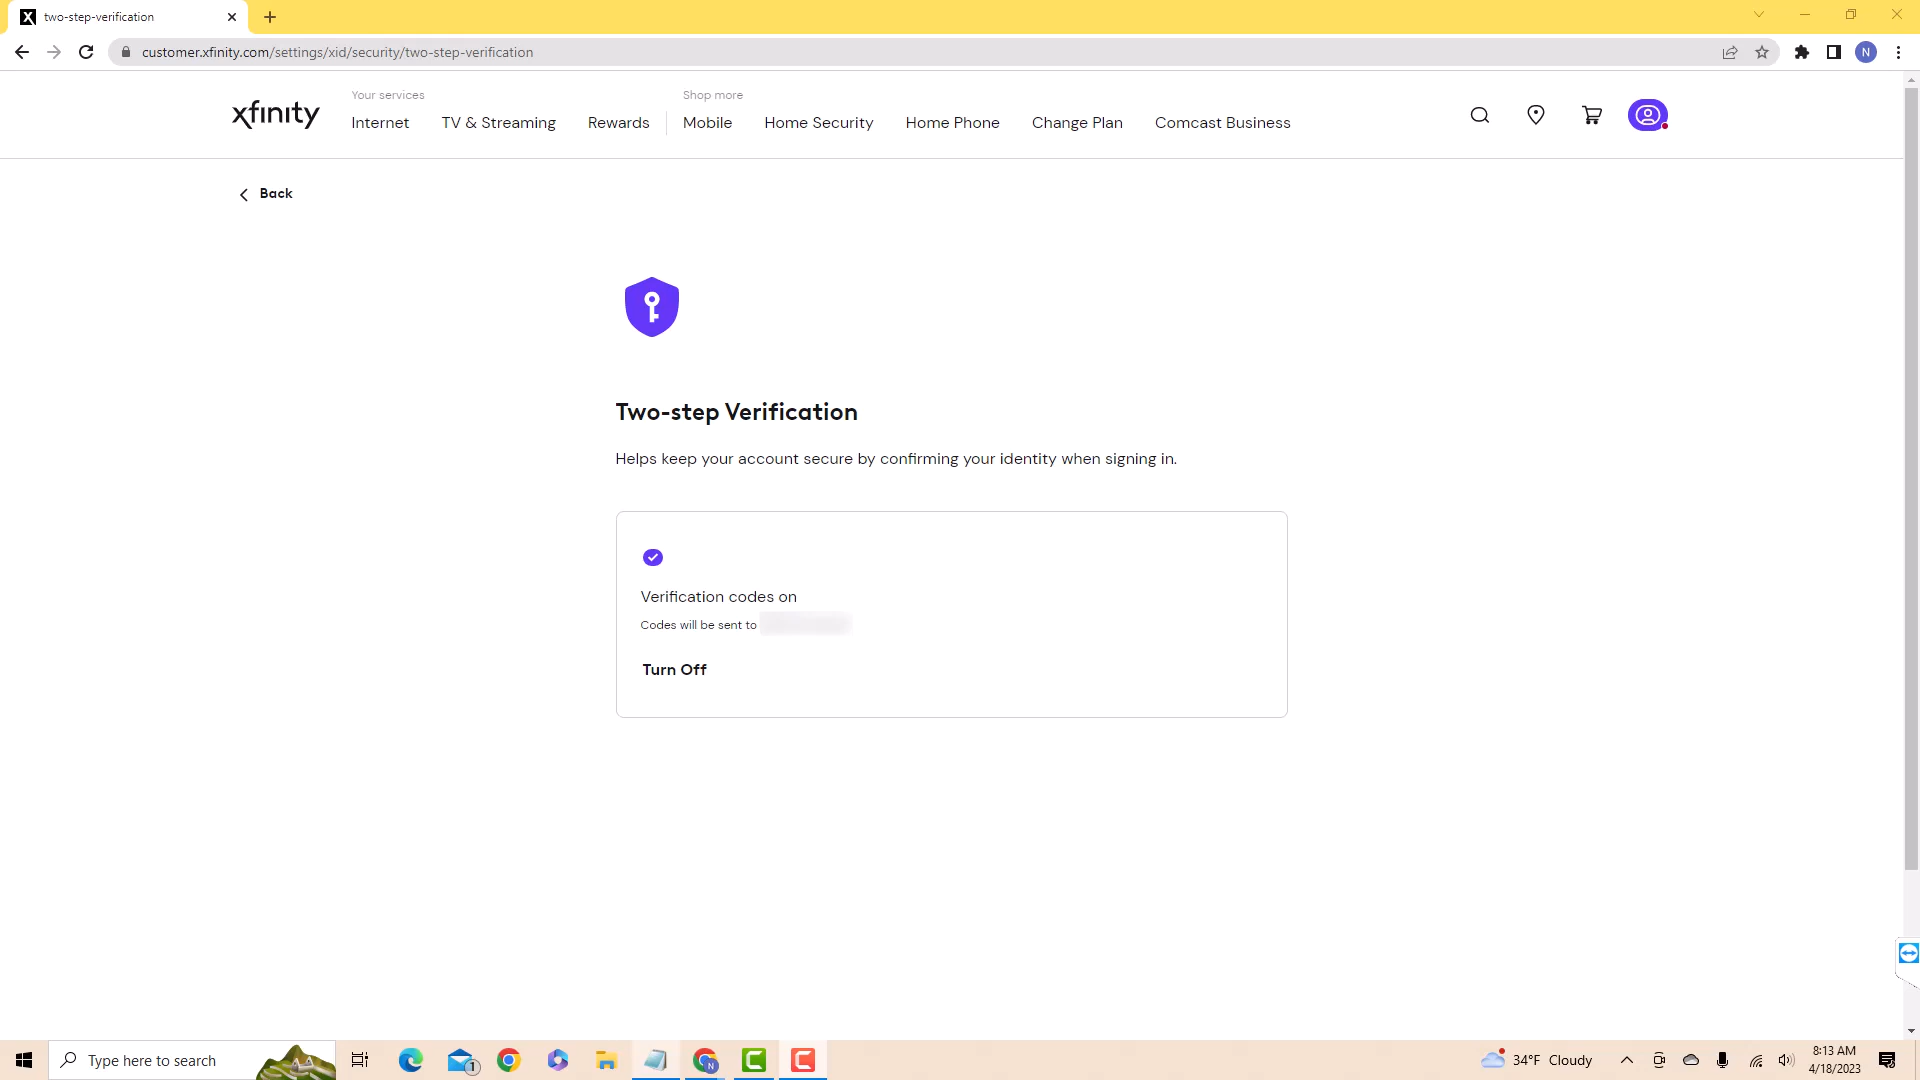 two-step-verification
customer.xfinity.com/settings/xid/security/two-step-verification
N
Your services
Shop more
xfinity
Internet
TV & Streaming
Rewards
Mobile
Home Security
Home Phone
Change Plan
Comcast Business
Back
Two-step Verification
Helps keep your account secure by confirming your identity when signing in.
Verification codes on
Codes will be sent to
Turn Off
Type here to search
1
N
34°F Cloudy
8:13 AM
4/18/2023